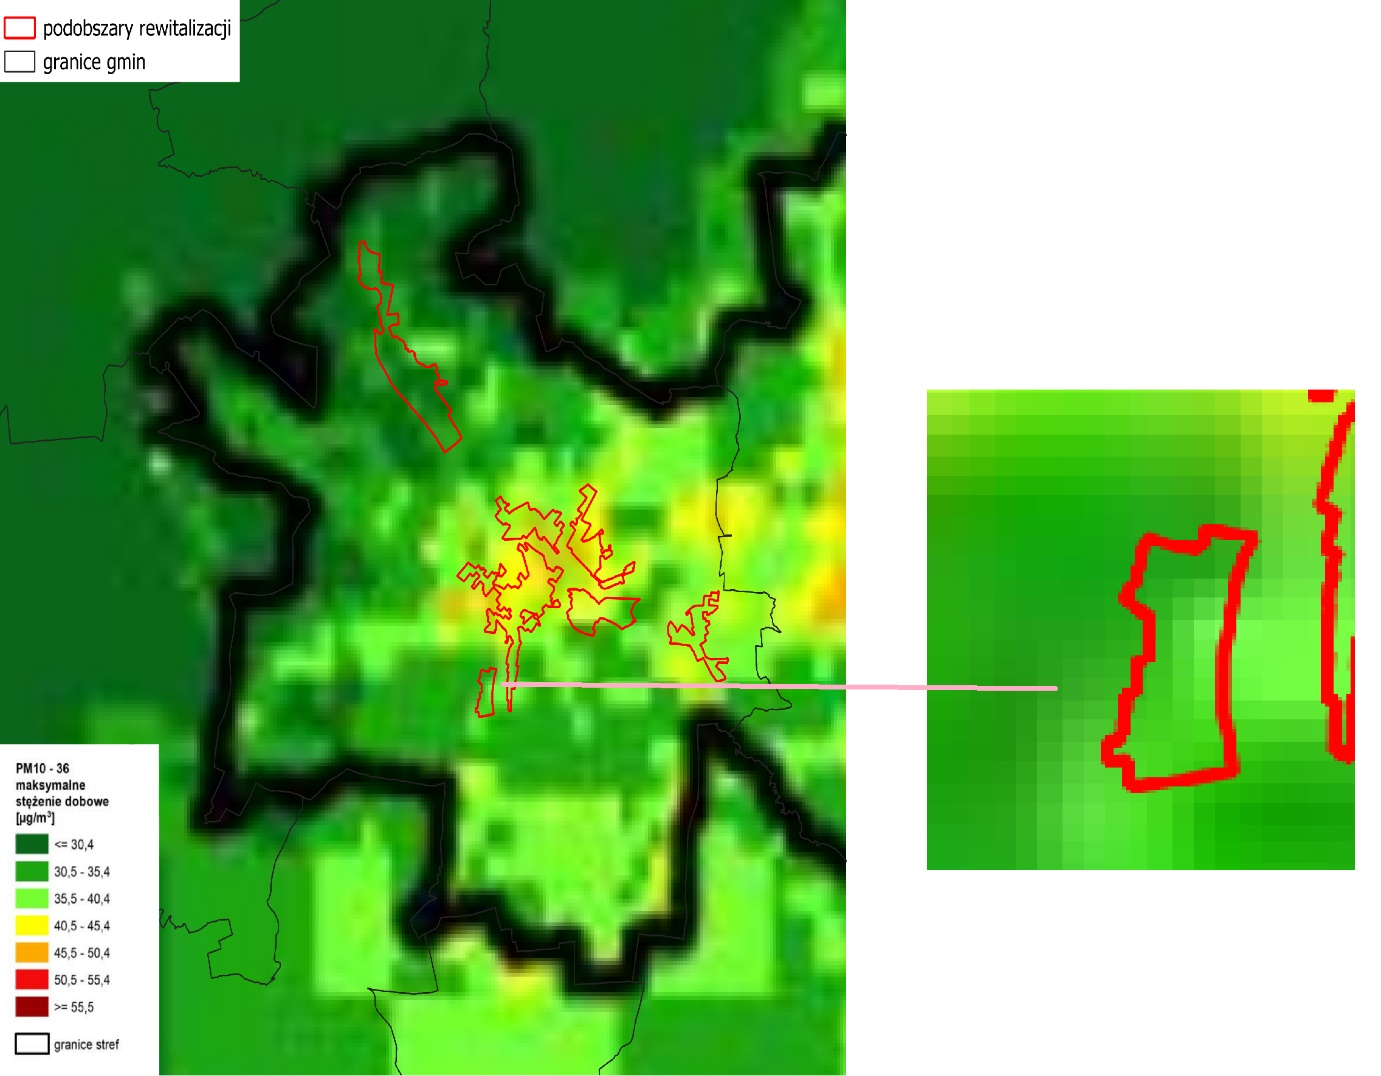 podobszary rewitalizacji
granice gmin
PM10 - 36
maksymalne
stężenie dobowe
[µg/m³]
<= 30,4
30,5 - 35,4
35,5 - 40,4
40,5 - 45,4
45,5 - 50,4
50,5 - 55,4
>= 55,5
granice stref